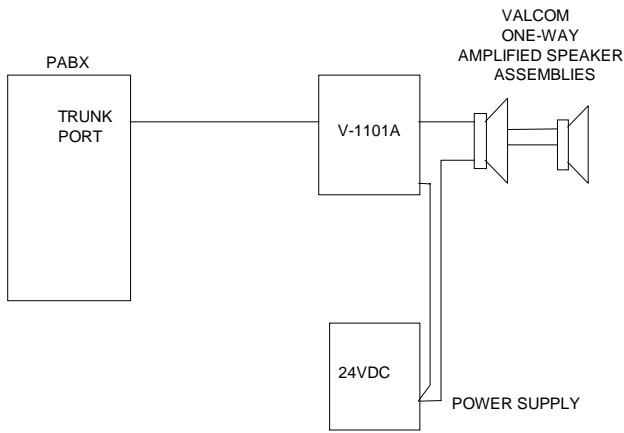 VALCOM
ONE-WAY
AMPLIFIED SPEAKER
ASSEMBLIES
PABX
TRUNK
PORT
V-1101A
24VDC
POWER SUPPLY